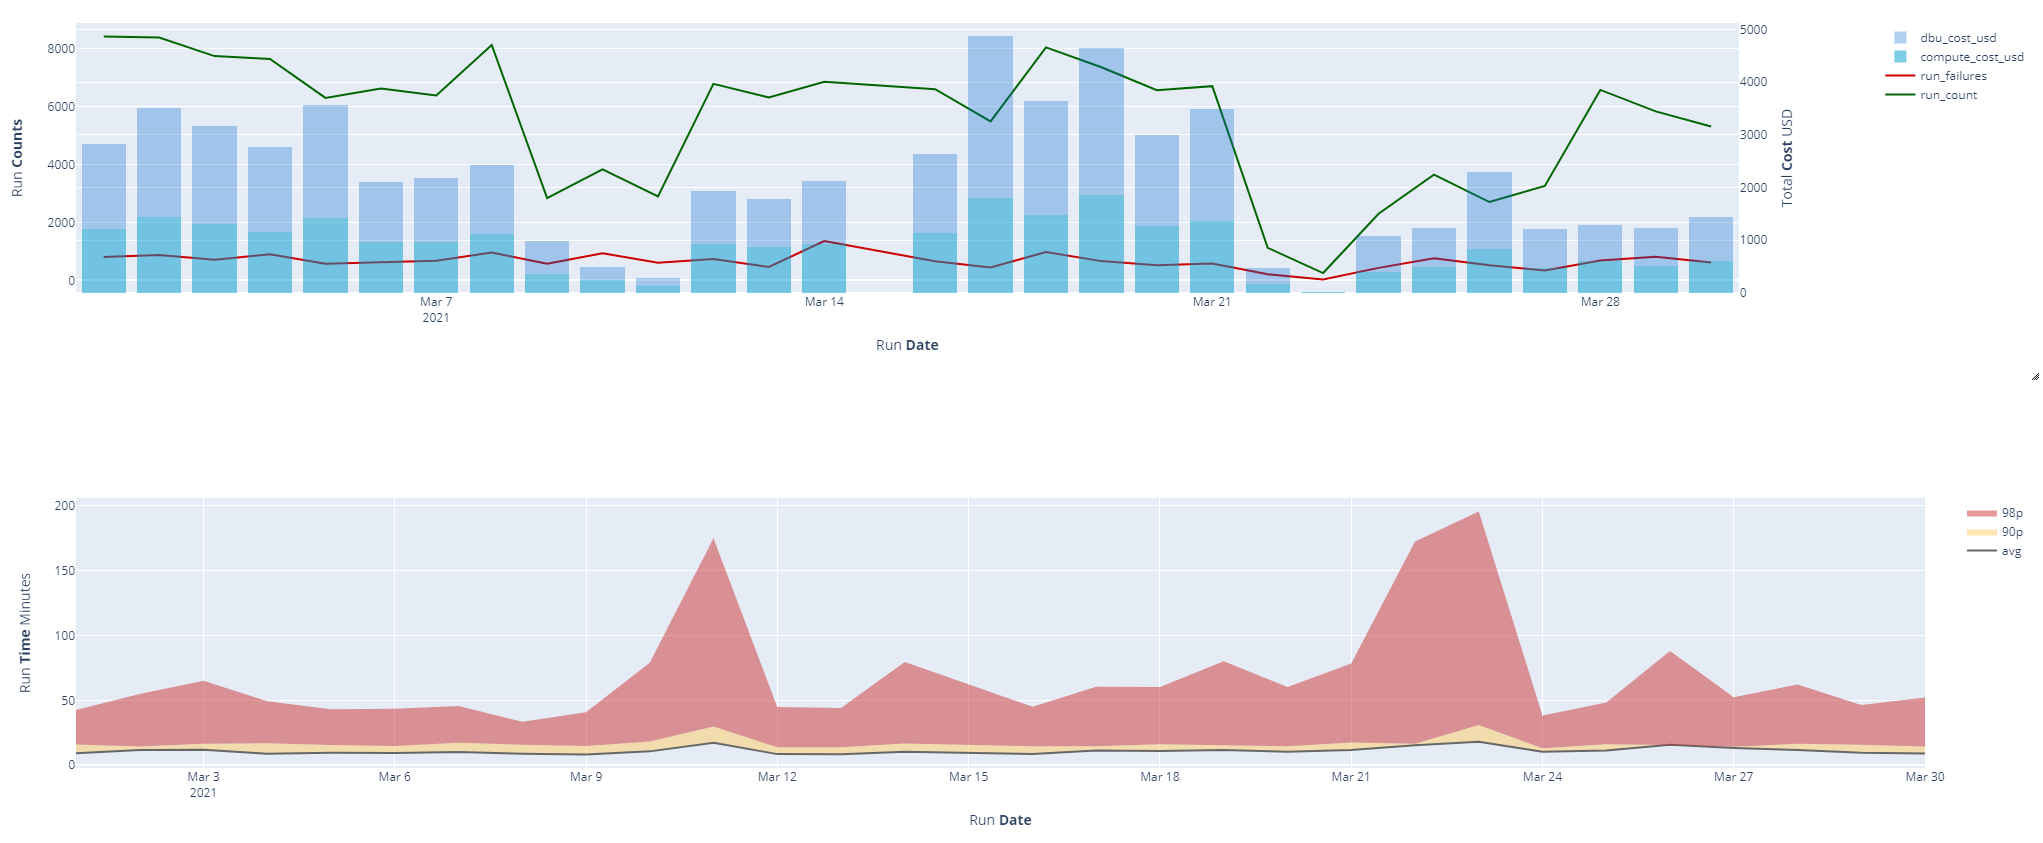 8000
6000
4000
2000
0
Run Counts
5000
4000
3000
2000
1000
0
Total Cost USD
Mar 7
2021
Mar 14
Mar 21
Mar 28
Run Date
dbu_cost_usd
compute_cost_usd
run_failures
run_count
200
150
100
50
0
Run Time Minutes
Mar 3
2021
Mar 6
Mar 9
Mar 12
Mar 15
Mar 18
Mar 21
Mar 24
Mar 27
Mar 30
Run Date
98p
90p
avg